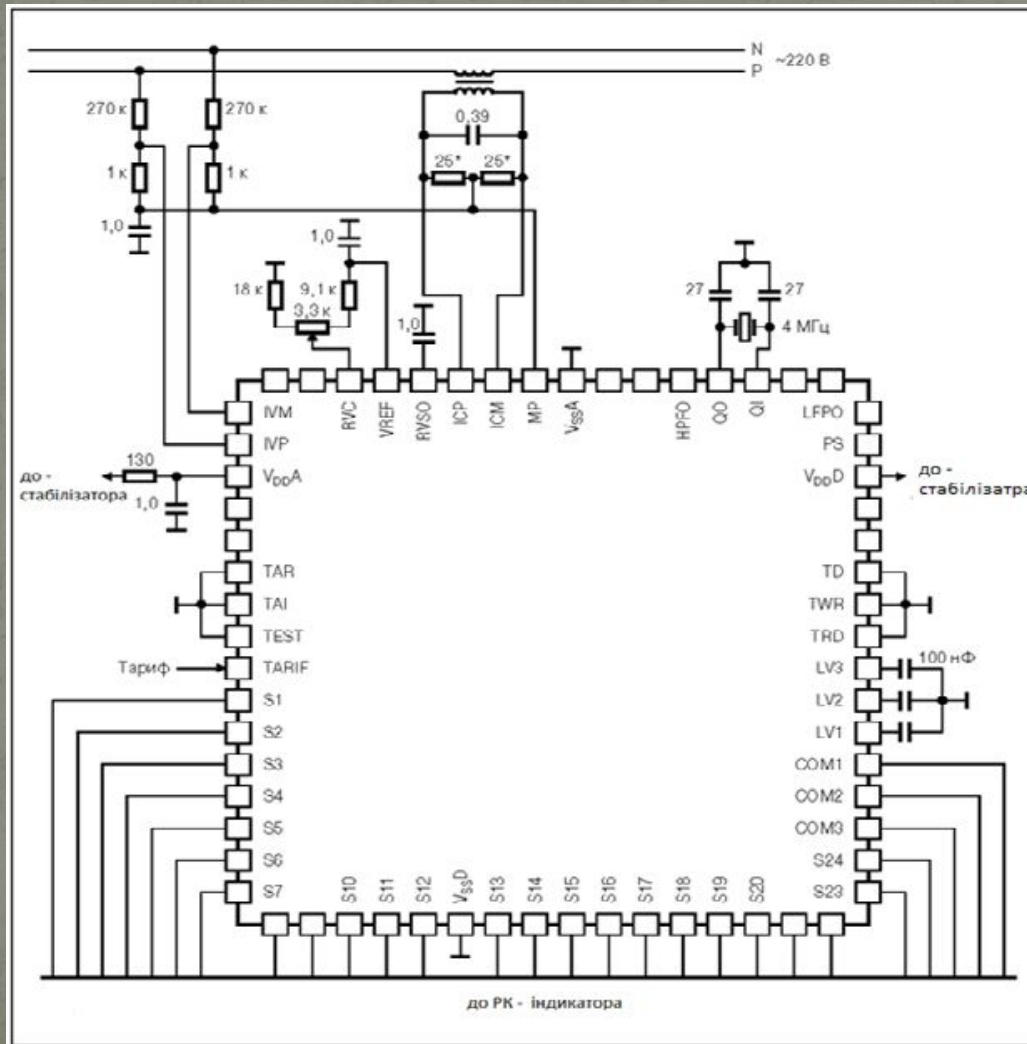 N
~220 В
P
270 к
270 к
0,39
1 к
1 к
25*
25*
1,0
1,0
18 к
9,1к
3,3 к
1,0
27
27
4 МГц
RVC
VREF
RVSO
ICP
ICM
MP
VssA
HPFO
QO
QI
IVM
LFPO
IVP
PS
130
VDDA
VDDD
до -
стабілізатора
до -
стабілізатра
1,0
TAR
TD
TAI
TWR
TEST
TRD
Тариф
TARIF
LV3
100 нФ
S1
LV2
S2
LV1
S3
COM1
S4
COM2
S5
COM3
S6
S24
S7
S23
S10
S11
S12
VssD
S13
S14
S15
S16
S17
S18
S19
S20
до РК - індикатора